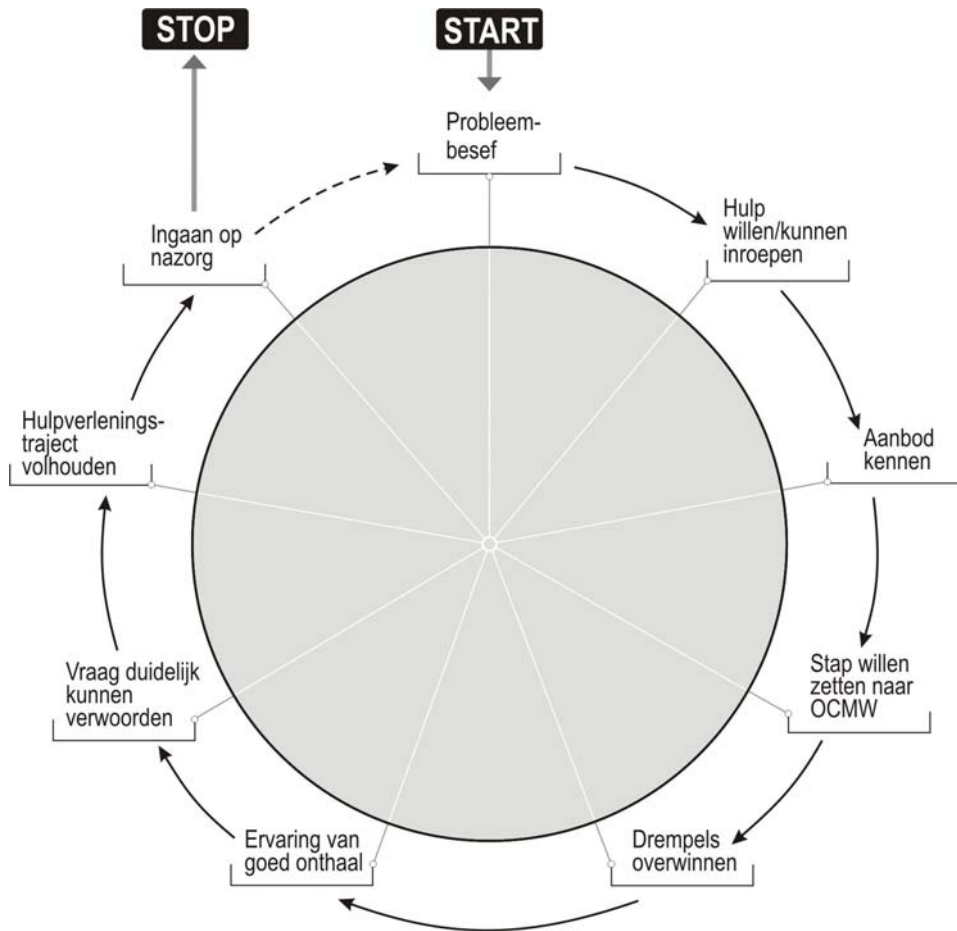 STOP
START
Probleem-
besef
Hulp
willen/kunnen
inroepen
Aanbod
kennen
Stap willen
zetten naar
OCMW
Drempels
overwinnen
Ervaring van
goed onthaal
Vraag duidelijk
kunnen
verwoorden
Hulpverlenings-
traject
volhouden
Ingaan op
nazorg